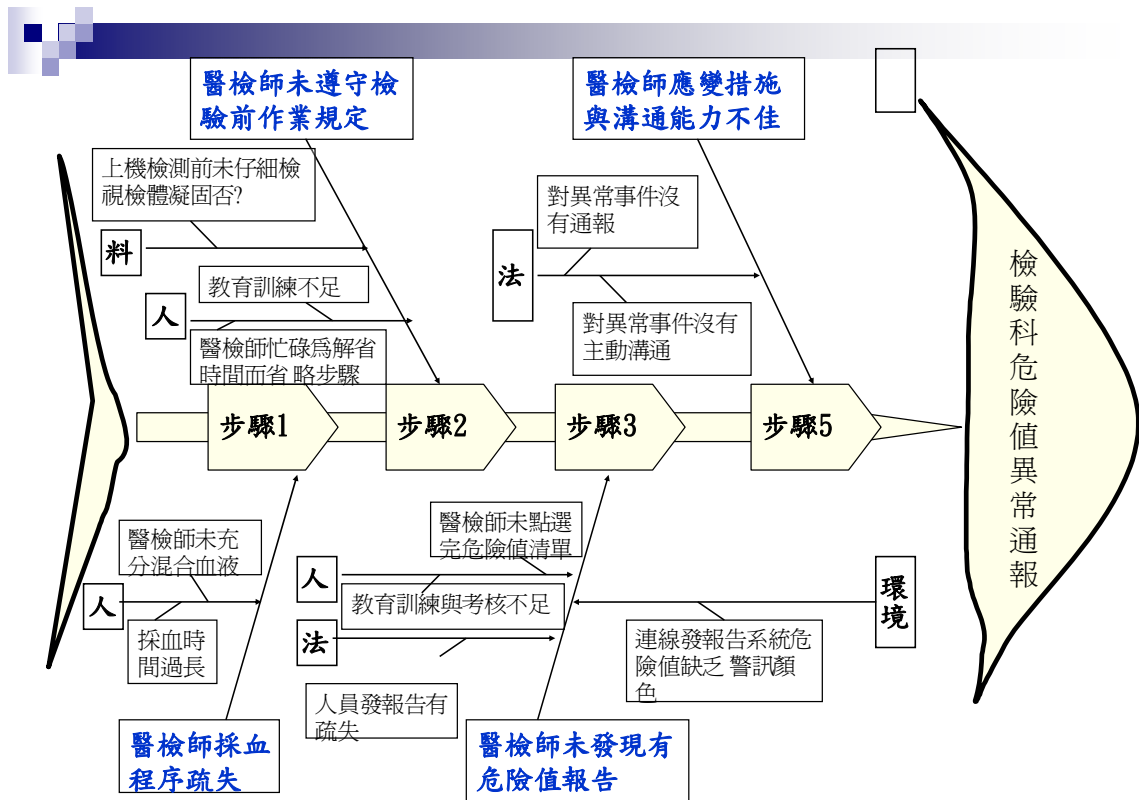 醫檢師未遵守檢
驗前作業規定
醫檢師應變措施
與溝通能力不佳
上機檢測前未仔細檢
視檢體凝固否?
料
教育訓練不足
人
醫檢師忙碌為解省
時間而省 略步驟
對異常事件沒
有通報
法
對異常事件沒有
主動溝通
步驟1
步驟2
步驟3
步驟5
檢驗科危險值異常通報
醫檢師未充
分混合血液
人
採血時
間過長
醫檢師未點選
完危險值清單
人
教育訓練與考核不足
法
人員發報告有
疏失
環
境
連線發報告系統危
險值缺乏 警訊顏
色
醫檢師採血
程序疏失
醫檢師未發現有
危險值報告